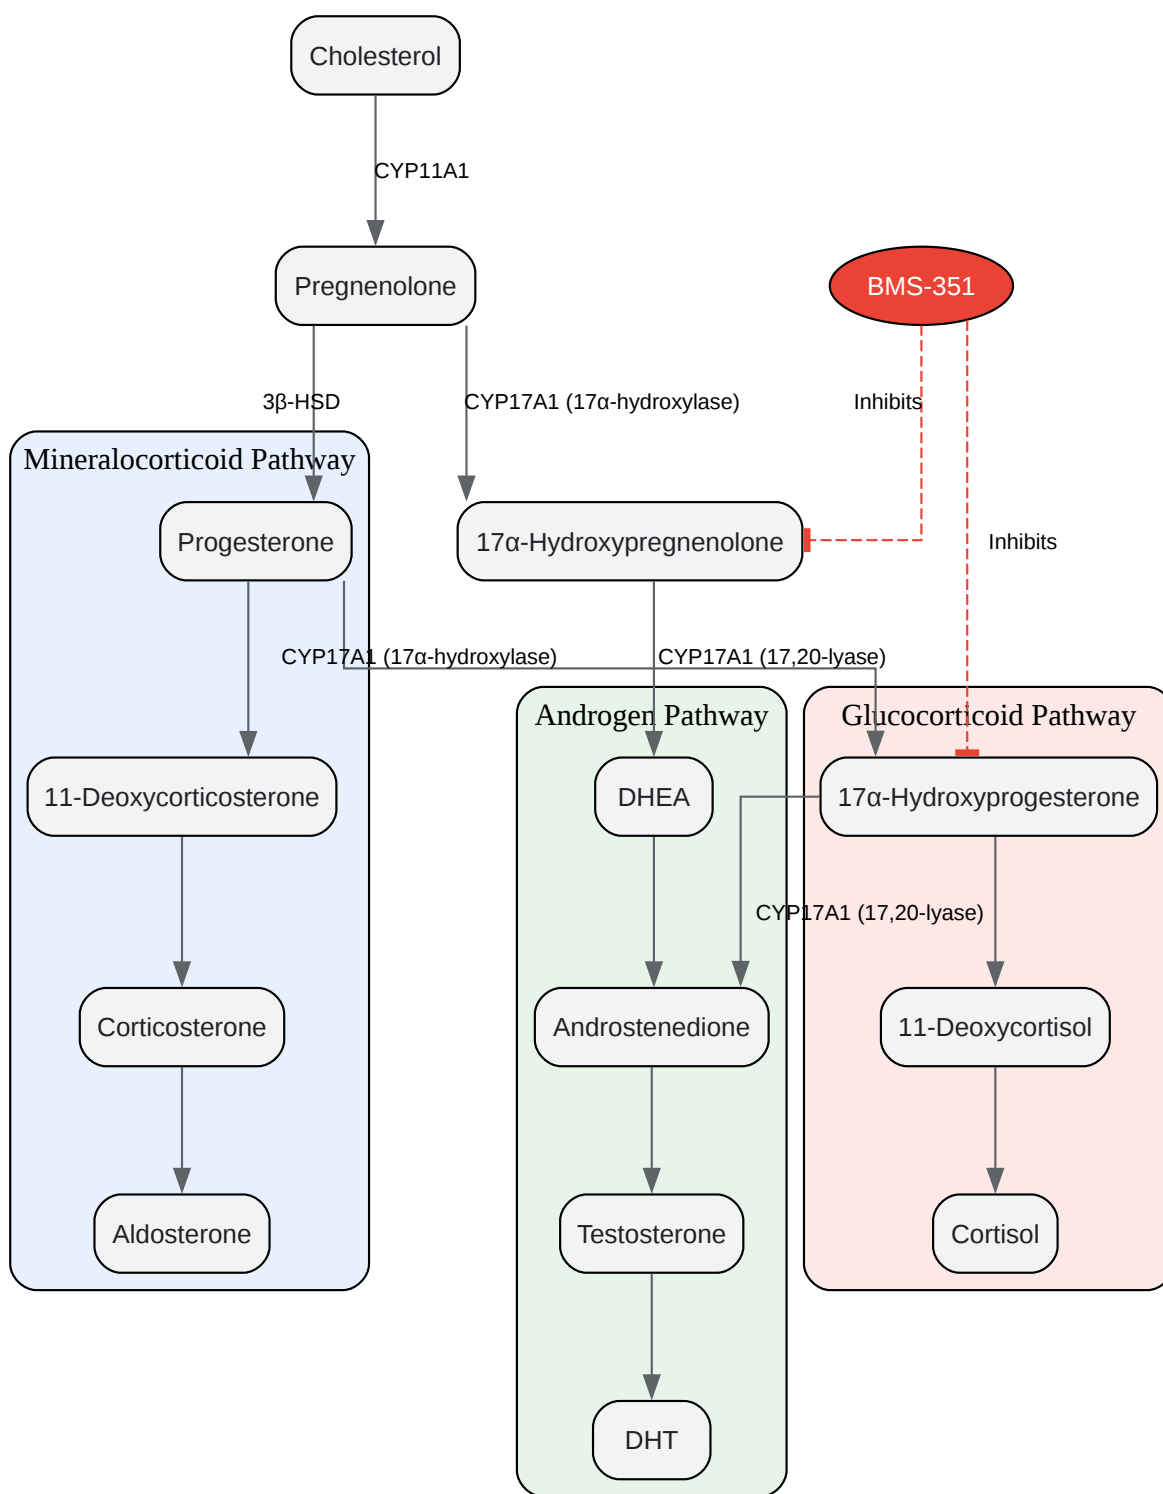 Cholesterol
CYP11A1
Pregnenolone
BMS-351
3β-HSD
CYP17A1 (17α-hydroxylase)
Inhibits
Mineralocorticoid Pathway
Progesterone
17α-Hydroxypregnenolone
Inhibits
CYP17A1 (17α-hydroxylase)
CYP17A1 (17,20-lyase)
Androgen Pathway
Glucocorticoid Pathway
11-Deoxycorticosterone
DHEA
17α-Hydroxyprogesterone
CYP17A1 (17,20-lyase)
Corticosterone
Androstenedione
11-Deoxycortisol
Aldosterone
Testosterone
Cortisol
DHT